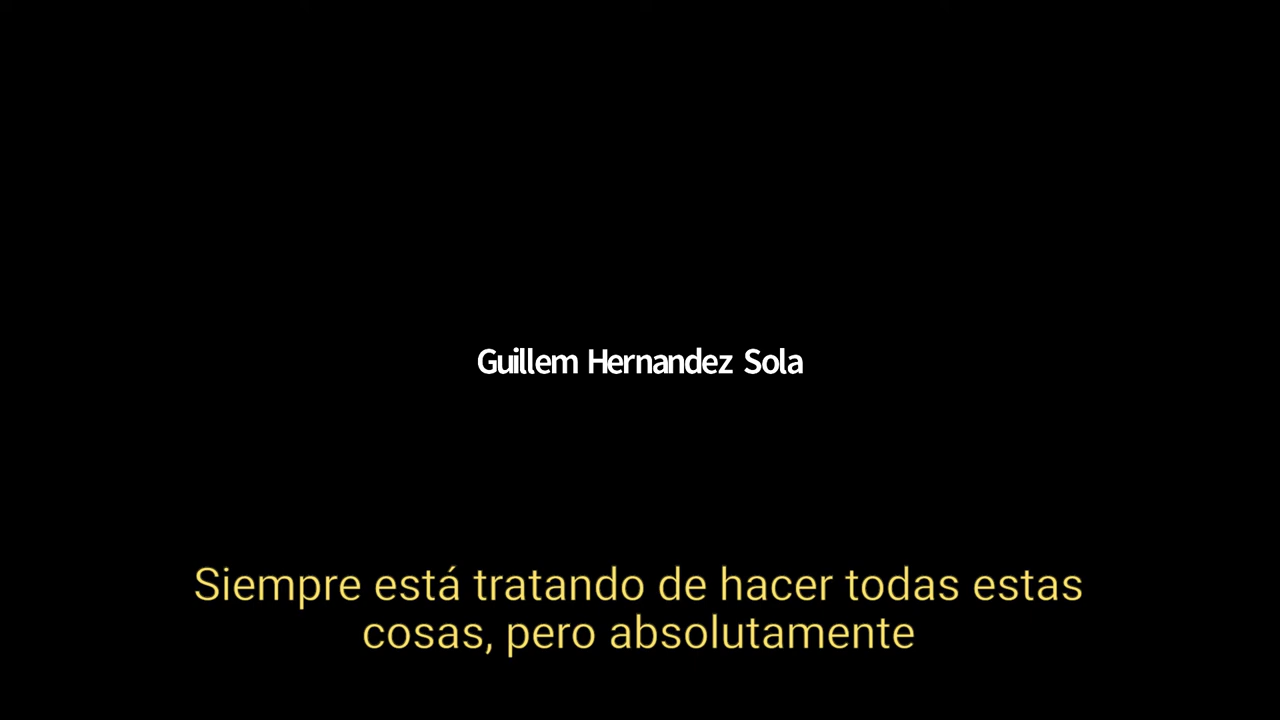 Guillem Hernandez Sola
Siempre está tratando de hacer todas estas
cosas, pero absolutamente